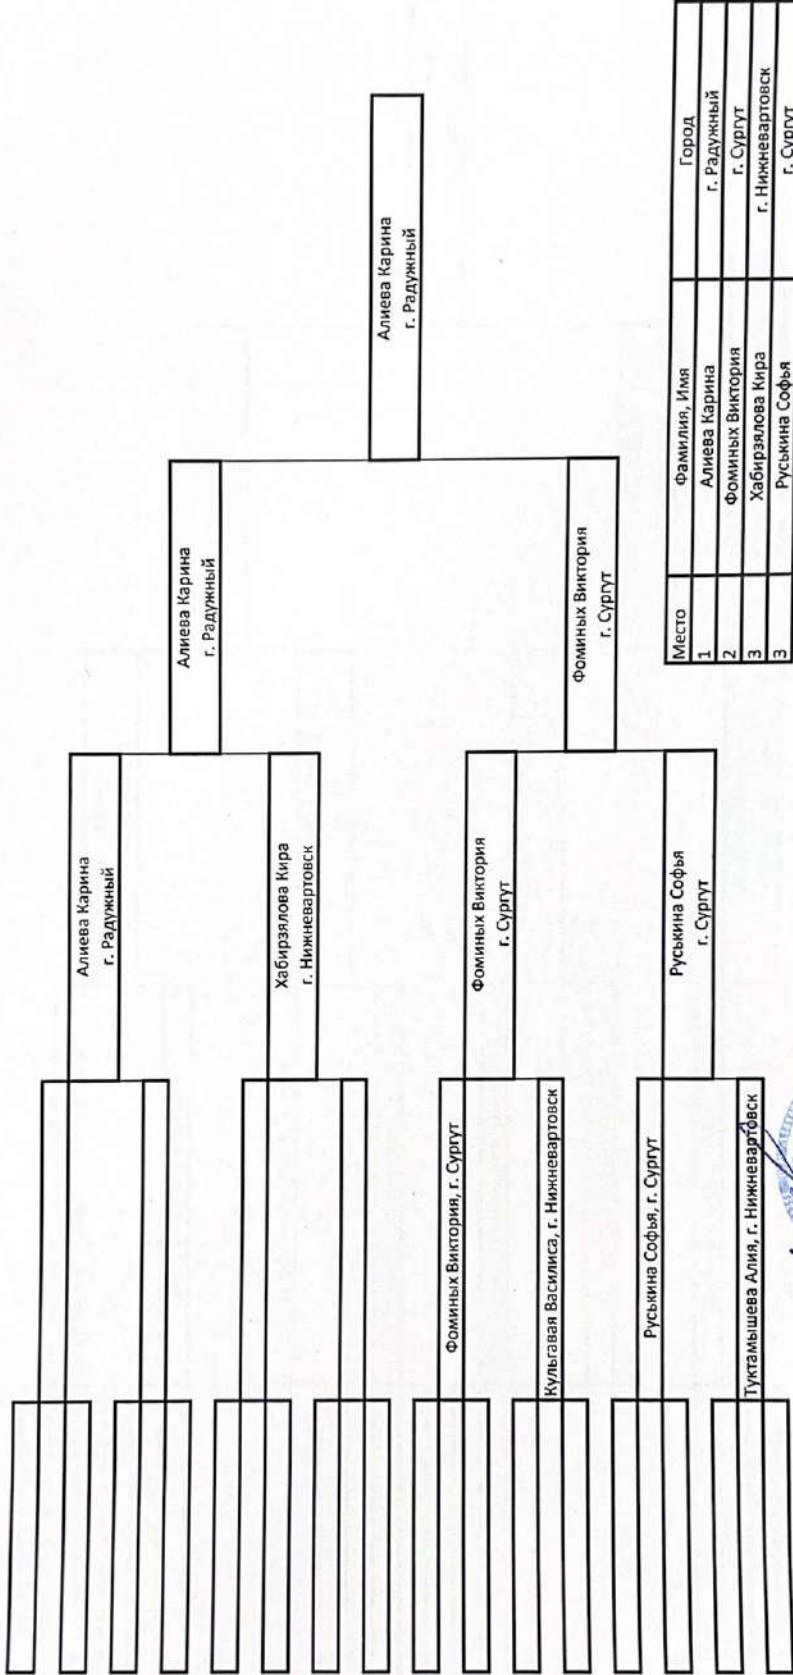 Фоминых Виктория, г. Сургут
Кульгавая Василиса, г. Нижневартовск
Руськина Софья, г. Сургут
Туктамышева Алия, г. Нижневартовск
Алиева Карина
г. Радужный
Хабирзялова Кира
г. Нижневартовск
Фоминых Виктория
г. Сургут
Руськина Софья
г. Сургут
Алиева Карина
г. Радужный
Фоминых Виктория
г. Сургут
Алиева Карина
г. Радужный
Место Фамилия, Имя Город
1 Алиева Карина г. Радужный
2 Фоминых Виктория г. Сургут
3 Хабирзялова Кира г. Нижневартовск
3 Руськина Софья г. Сургут